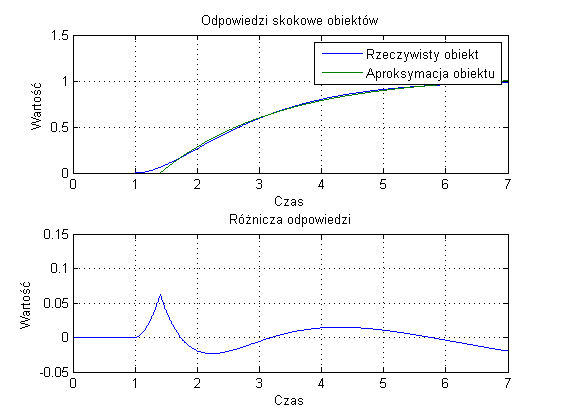 Odpowiedzi skokowe obiektów
1.5
1
0.5
0
Wartość
Rzeczywisty obiekt
Aproksymacja obiektu
0 1 2 3 4 5 6 7
Czas
Różnicza odpowiedzi
0.15
0.1
0.05
0
-0.05
Wartość
0 1 2 3 4 5 6 7
Czas